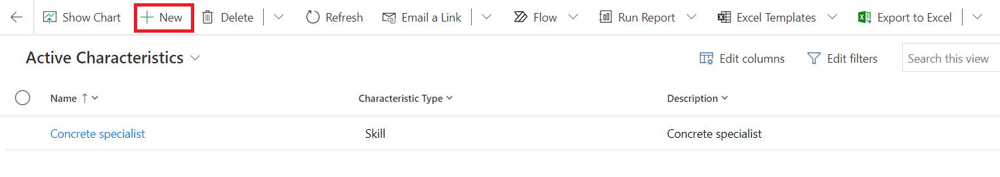 Show Chart New Delete Refresh Email a Link Flow Run Report Excel Templates Export to Excel
Active Characteristics Edit columns Edit filters Search this view
Name Characteristic Type Description
Concrete specialist Skill Concrete specialist